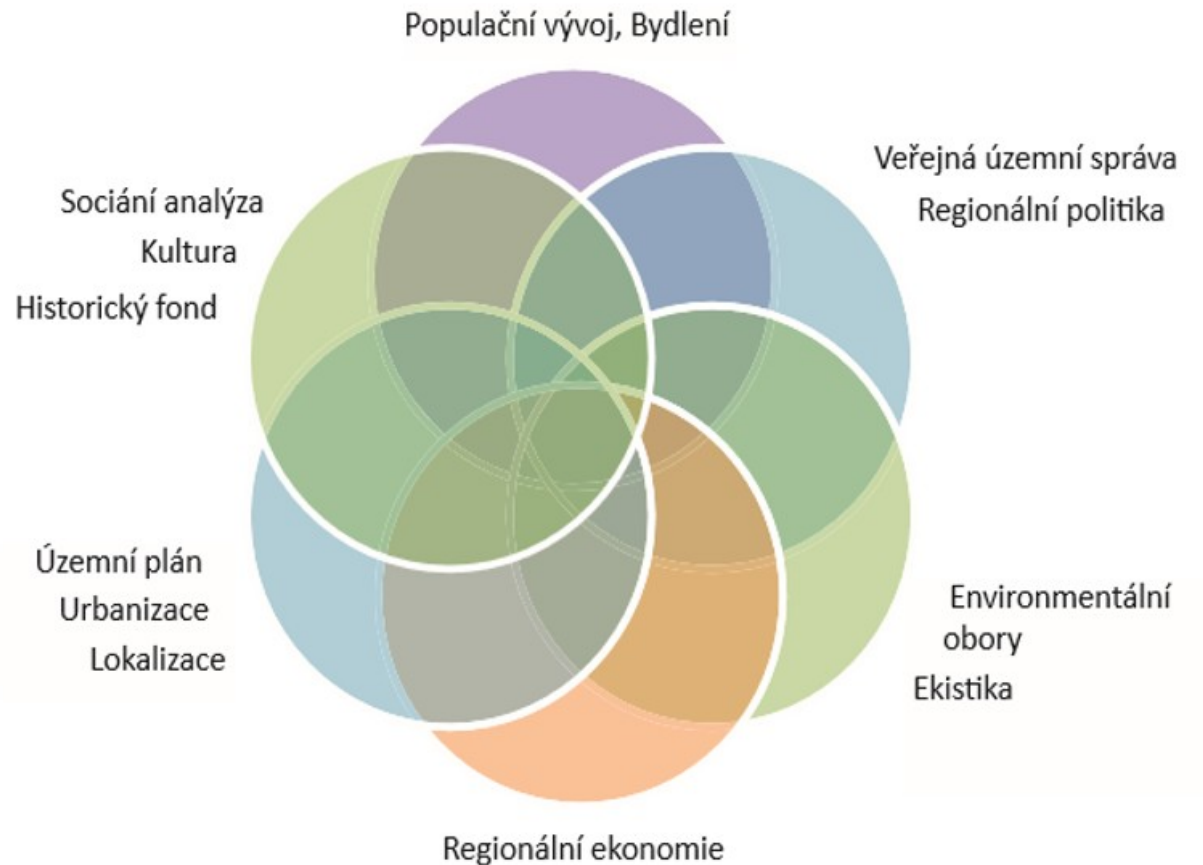 Populační vývoj, Bydlení
Veřejná územní správa
Regionální politika
Sociání analýza
Kultura
Historický fond
Územní plán
Urbanizace
Lokalizace
Environmentální
obory
Ekistika
Regionální ekonomie